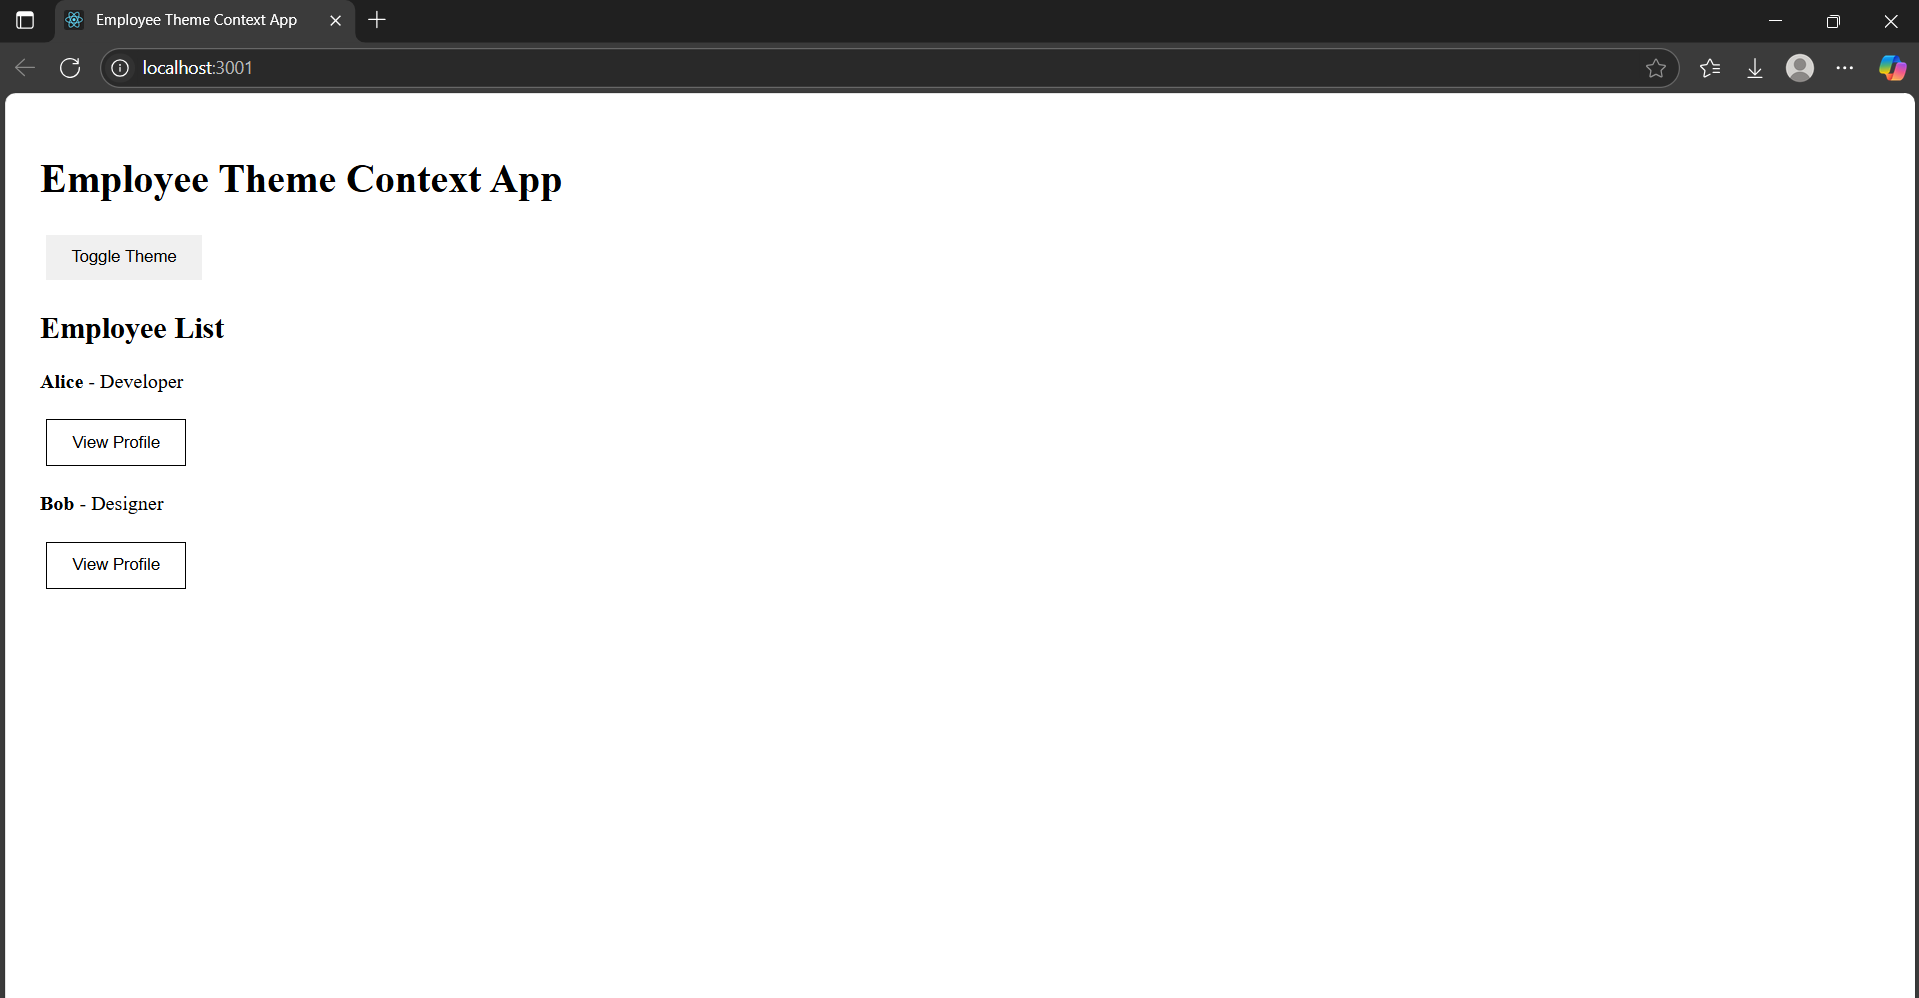 Employee Theme Context App
localhost:3001
Employee Theme Context App
Toggle Theme
Employee List
Alice - Developer
View Profile
Bob - Designer
View Profile